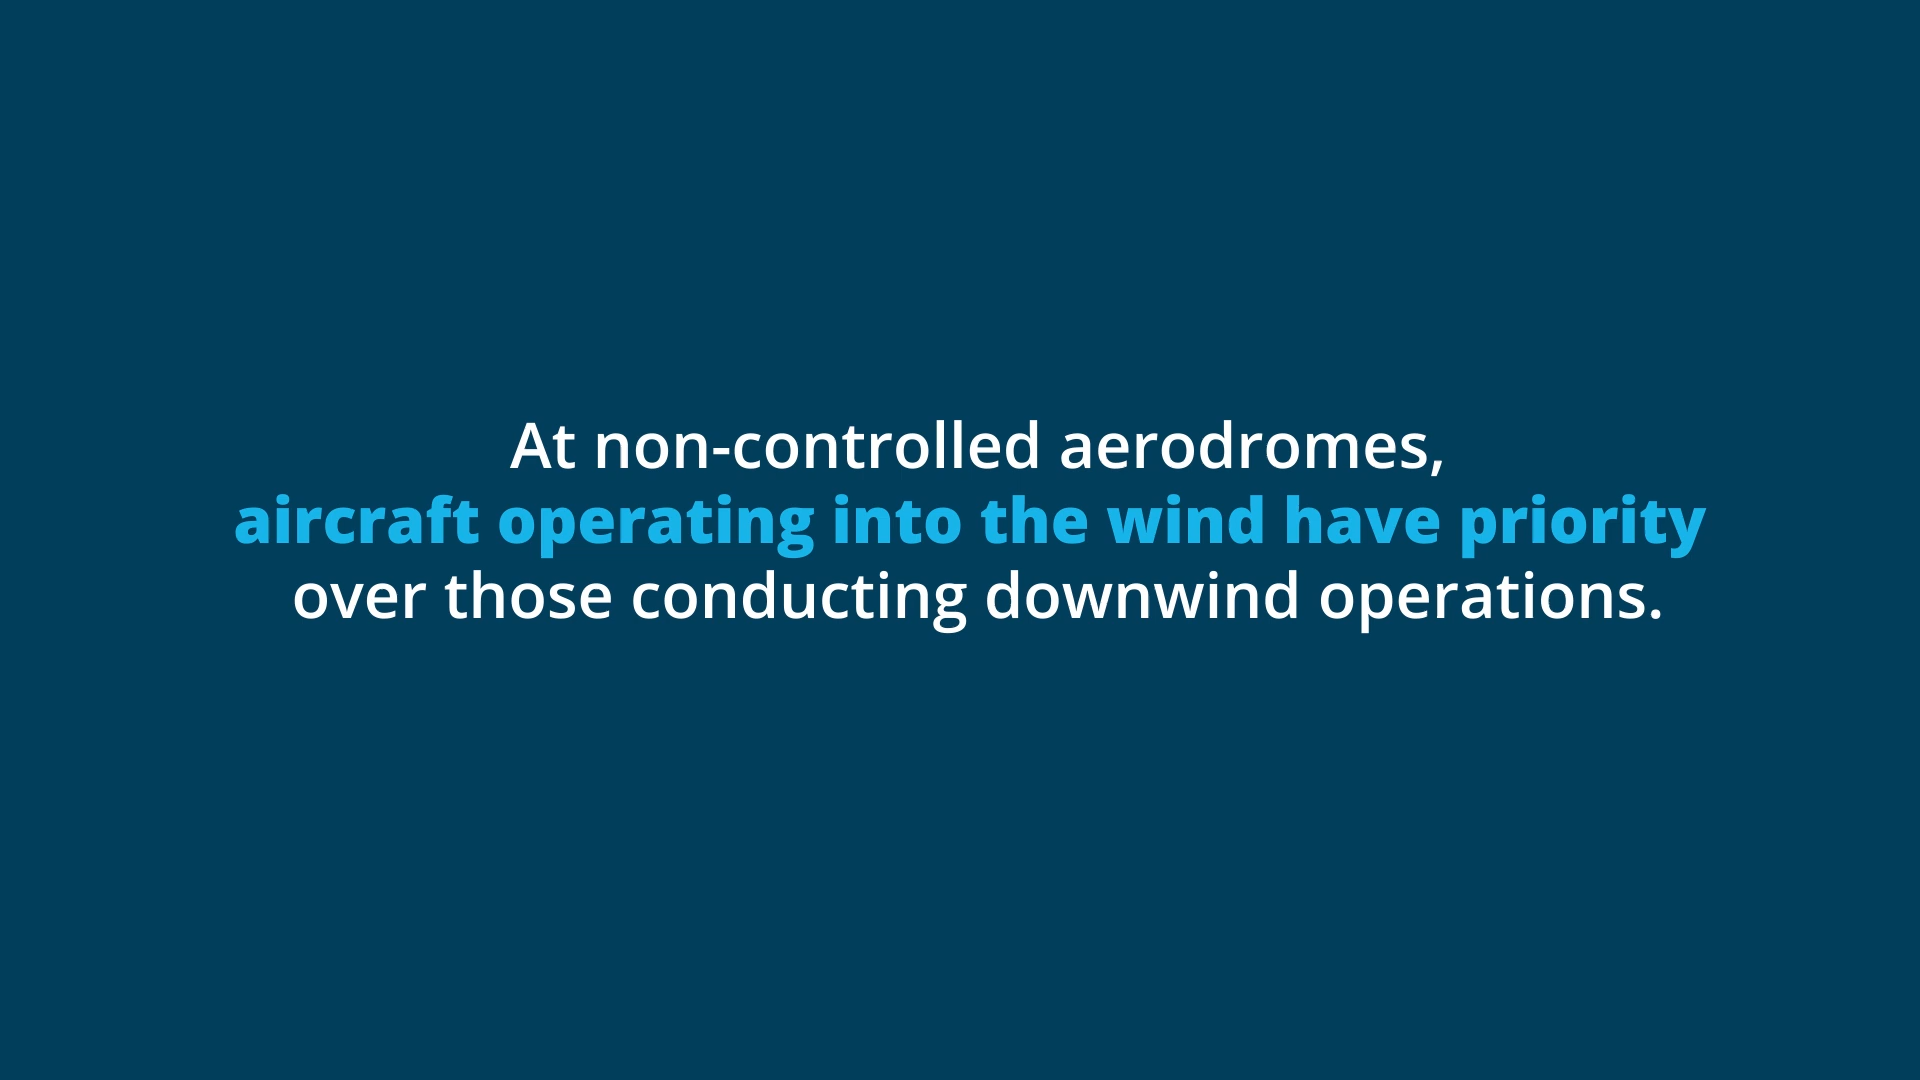 At non-controlled aerodromes,
aircraft operating into the wind have priority
over those conducting downwind operations.